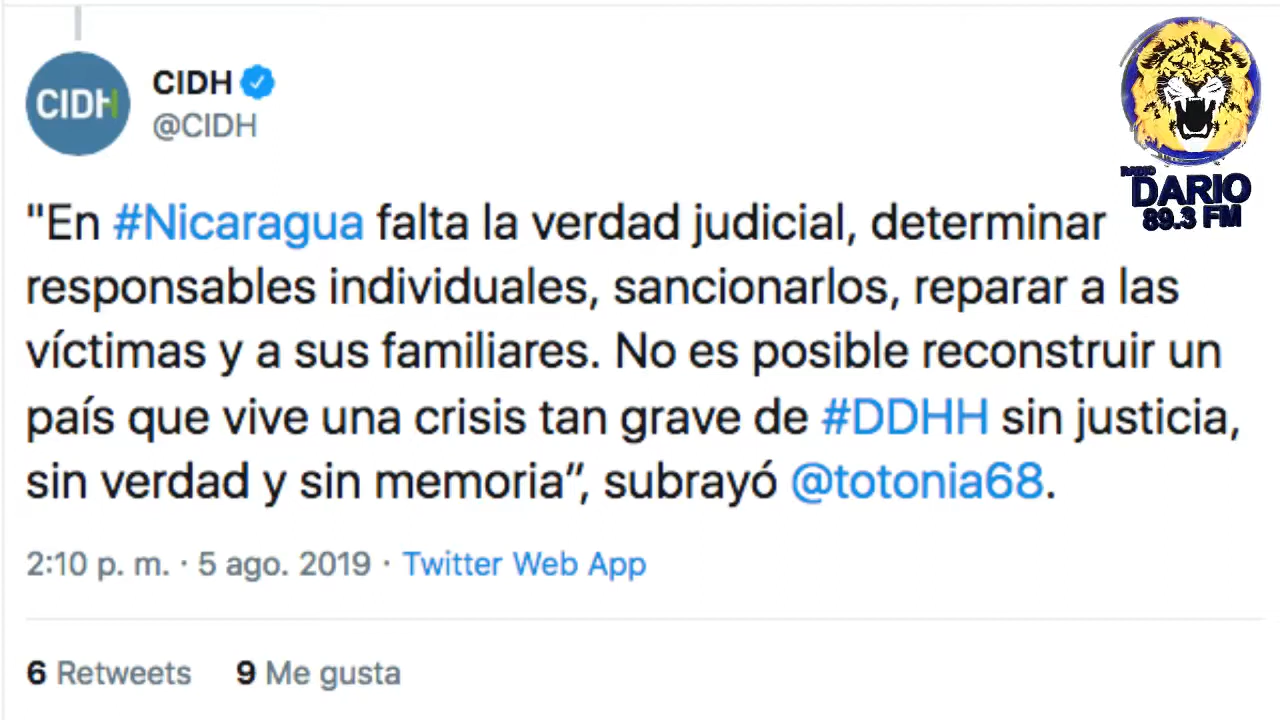 CIDH
CIDH
@CIDH
RADIO
DARIO
89.3 FM
"En #Nicaragua falta la verdad judicial, determinar
responsables individuales, sancionarlos, reparar a las
víctimas y a sus familiares. No es posible reconstruir un
país que vive una crisis tan grave de #DDHH sin justicia,
sin verdad y sin memoria”, subrayó @totonia68.
2:10 p. m. · 5 ago. 2019 · Twitter Web App
6 Retweets 9 Me gusta